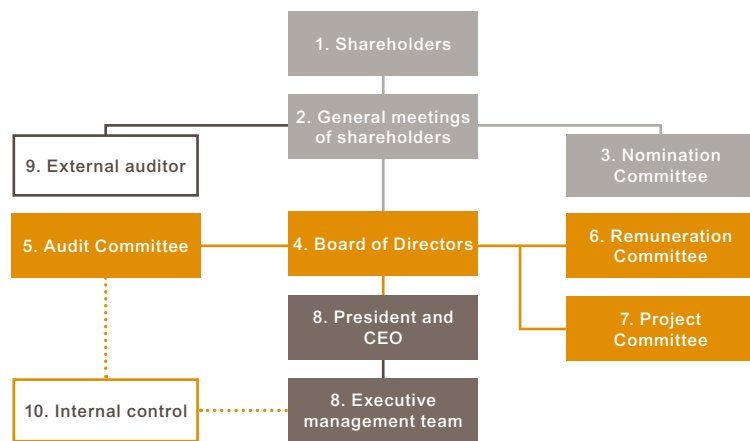 1. Shareholders
2. General meetings
of shareholders
9. External auditor
3. Nomination
Committee
5. Audit Committee
4. Board of Directors
6. Remuneration
Committee
8. President and
CEO
7. Project
Committee
10. Internal control
8. Executive
management team